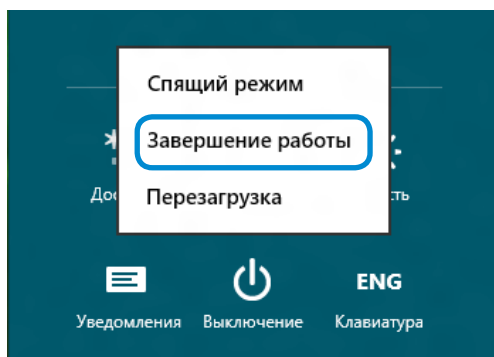 Спящий режим
Завершение работы
Перезагрузка
ENG
Уведомления Выключение Клавиатура